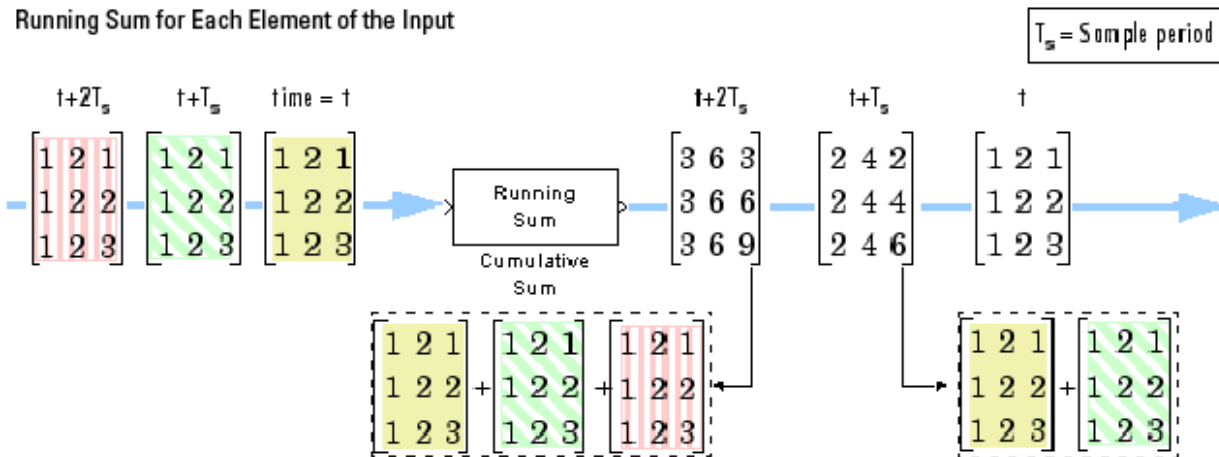 Running Sum for Each Element of the Input
Tₛ = Sample period
t+2Tₛ t+Tₛ time = t t+2Tₛ t+Tₛ t
1 2 1 1 2 1 1 2 1 3 6 3 2 4 2 1 2 1
1 2 2 1 2 2 1 2 2 Running 3 6 6 2 4 4 1 2 2
Sum
1 2 3 1 2 3 1 2 3 3 6 9 2 4 6 1 2 3
Cumulative
Sum
1 2 1 1 2 1 1 2 1 1 2 1 1 2 1
1 2 2 + 1 2 2 + 1 2 2 1 2 2 + 1 2 2
1 2 3 1 2 3 1 2 3 1 2 3 1 2 3